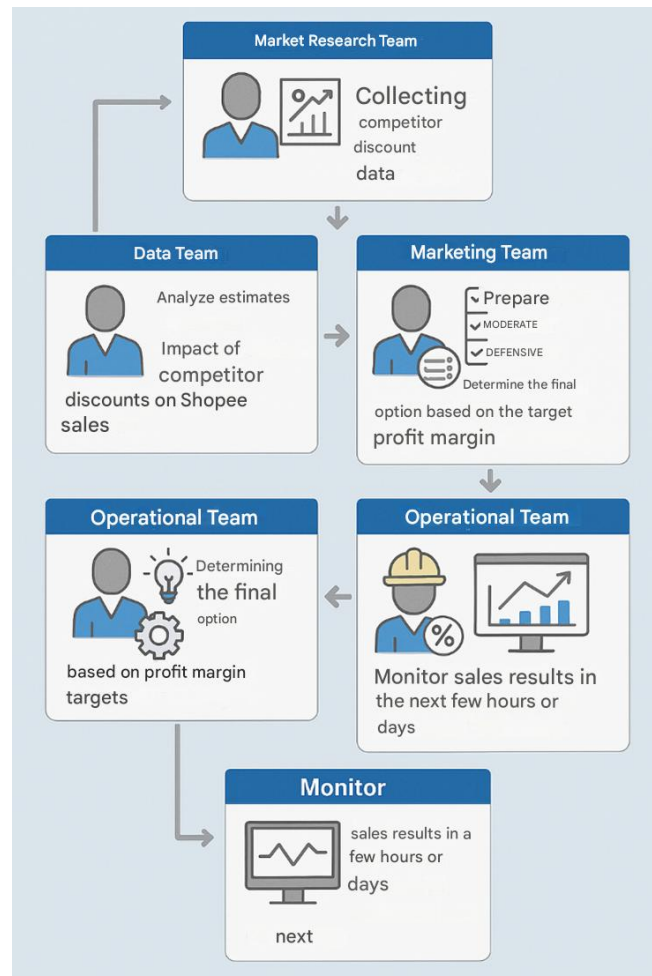 Market Research Team
Collecting
competitor
discount
data
Data Team
Analyze estimates
Impact of
competitor
discounts on Shopee
sales
Marketing Team
Prepare
MODERATE
DEFENSIVE
Determine the final
option based on the target
profit margin
Operational Team
Determining
the final
option
based on profit margin
targets
Operational Team
%
Monitor sales results in
the next few hours or
days
Monitor
sales results in a
few hours or
days
next